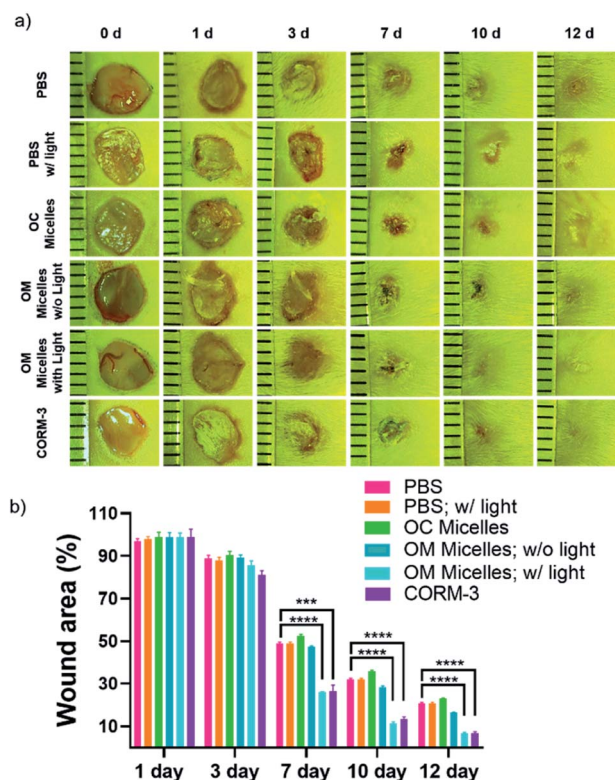 a)
0 d 1 d 3 d 7 d 10 d 12 d
PBS
PBS
w/ light
OC
Micelles
OM
Micelles
w/o Light
OM
Micelles
with Light
CORM-3
b)
PBS
PBS; w/ light
OC Micelles
OM Micelles; w/o light
OM Micelles; w/ light
CORM-3
Wound area (%)
110
90
70
50
30
10
***
****
****
****
****
****
1 day 3 day 7 day 10 day 12 day